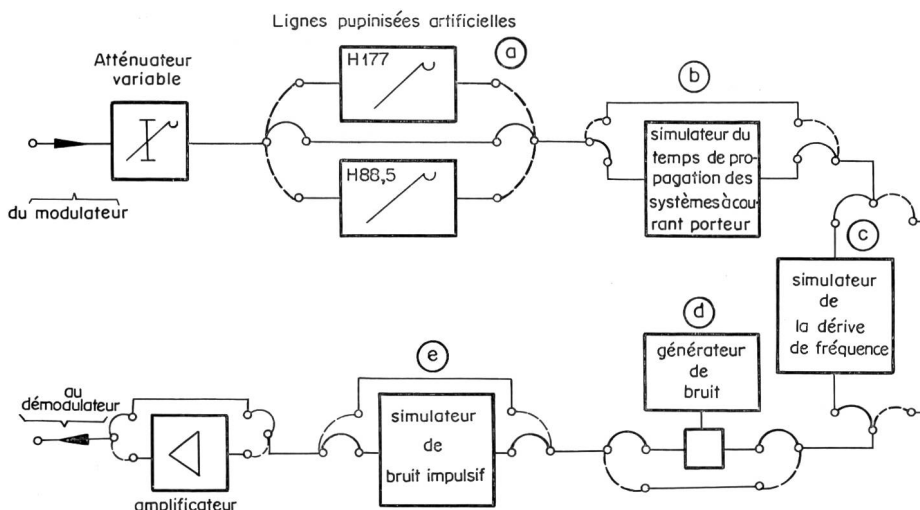 Lignes pupinisées artificielles
Atténuateur
variable
H177
a
b
simulateur du
temps de pro-
pagation des
systèmes à cou-
rant porteur
H88,5
du modulateur
c
simulateur
de
la dérive
de fréquence
d
générateur
de
bruit
e
simulateur
de
bruit impulsif
au
démodulateur
amplificateur